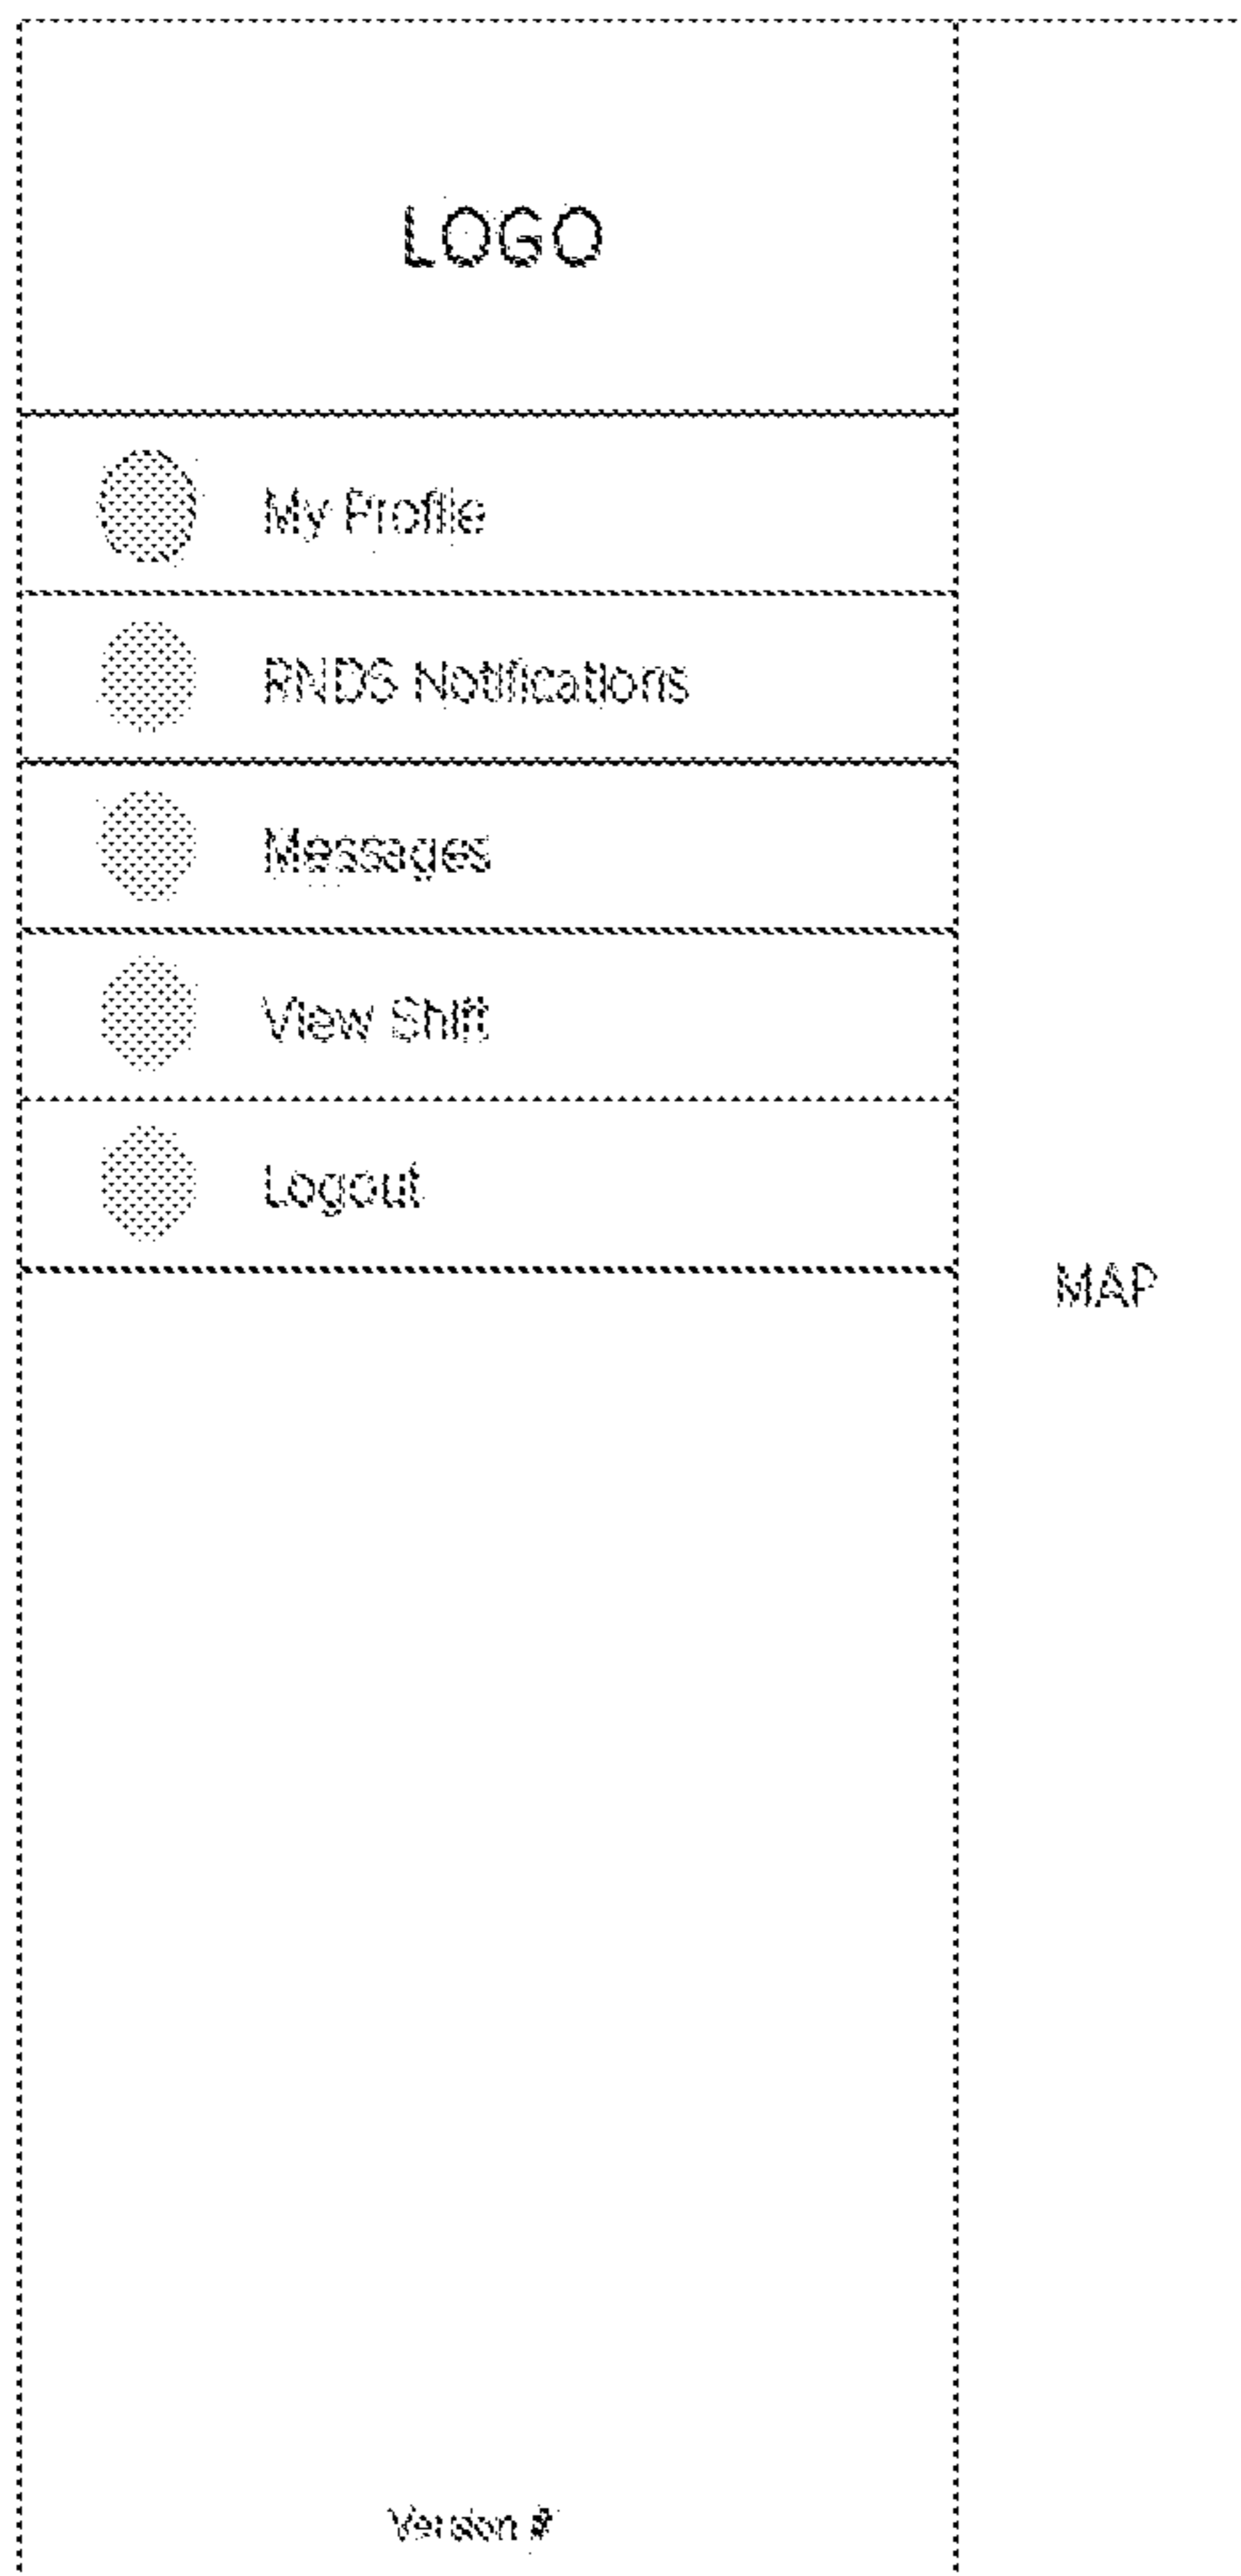 LOGO
My Profile
RNDS Notifications
Messages
View Shift
Logout
MAP
Version #